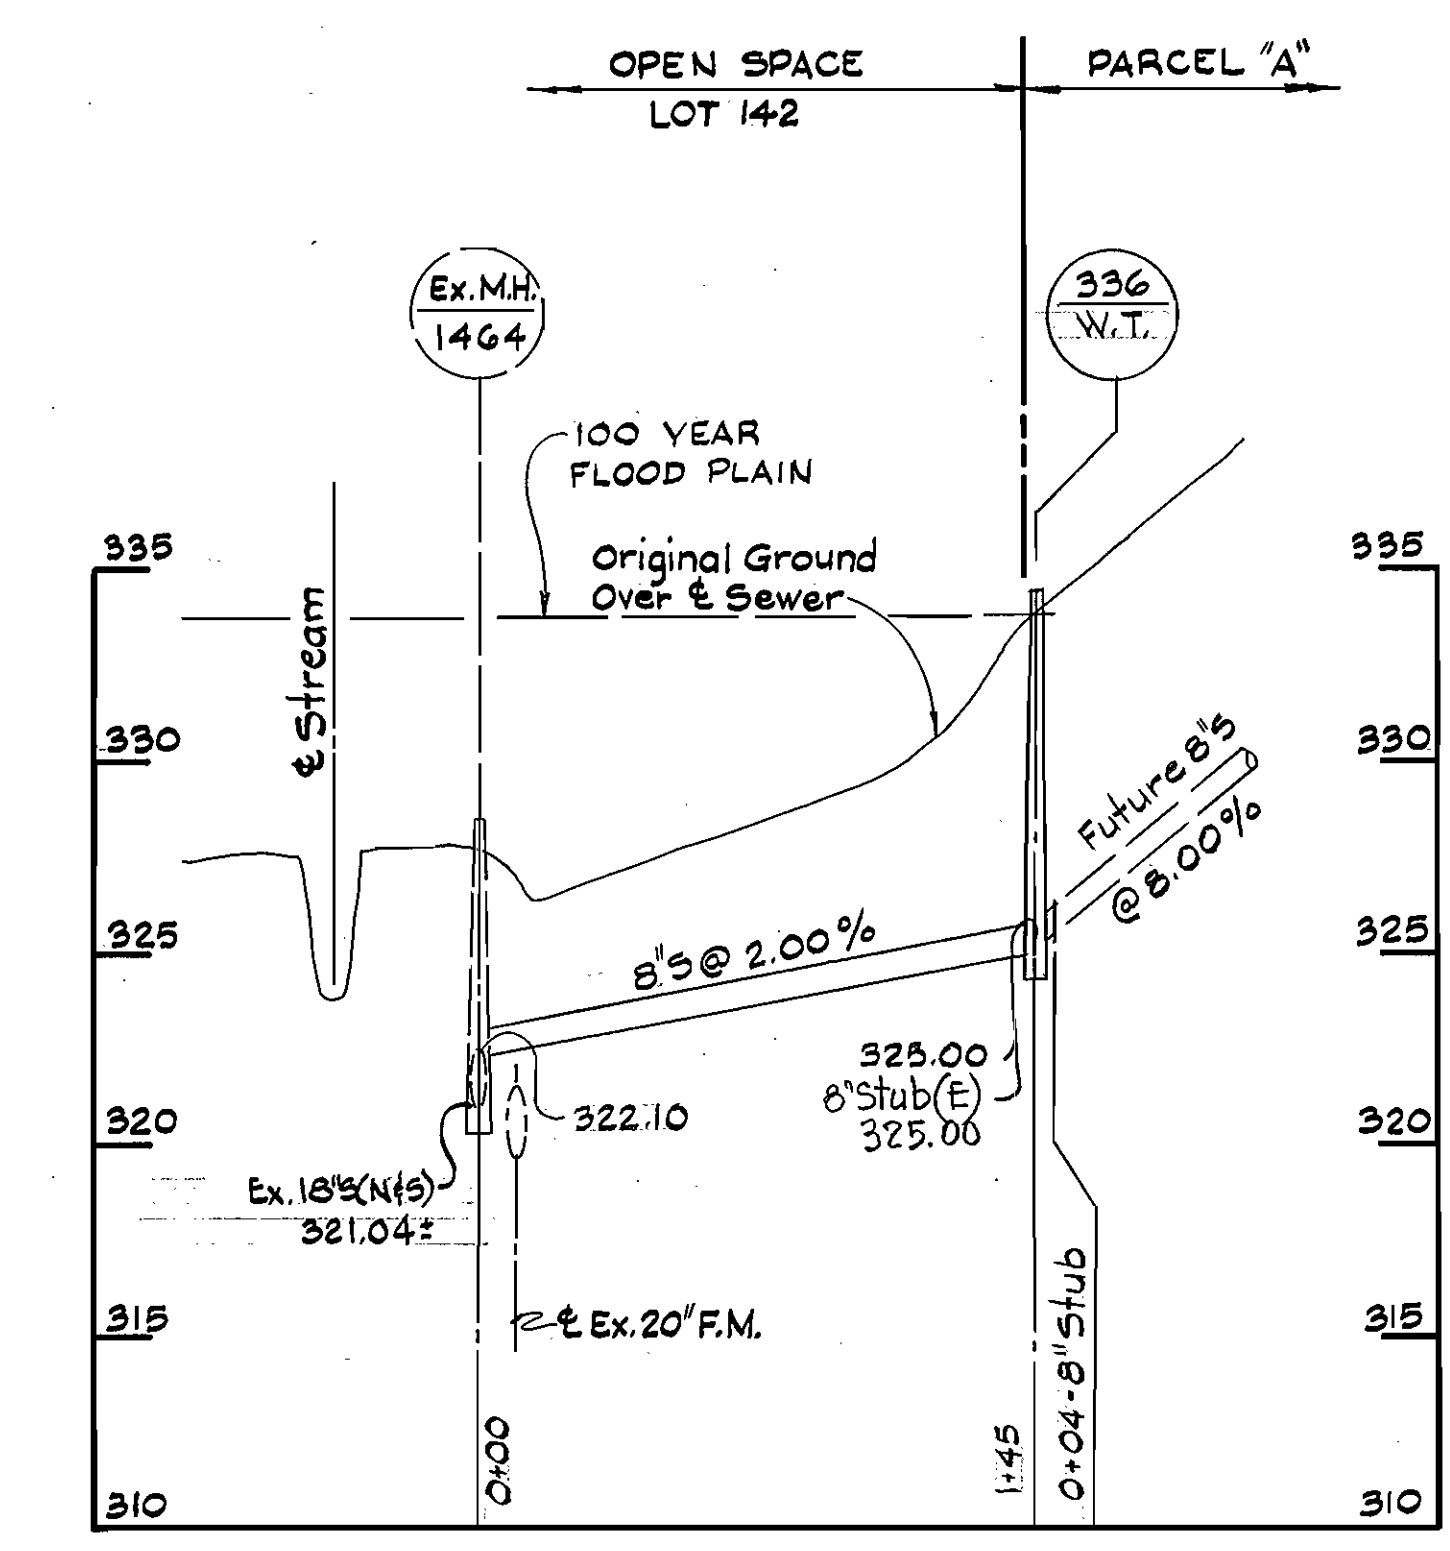 OPEN SPACE
LOT 142
PARCEL "A"
Ex. M.H.
1464
336
W.T.
100 YEAR
FLOOD PLAIN
Original Ground
Over ℄ Sewer
335
330
325
320
315
310
335
330
325
320
315
310
℄ Stream
Future 8"S
@ 8.00%
8"S @ 2.00%
325.00
8"Stub(E)
325.00
322.10
Ex. 18"S(N&S)
321.04±
℄ Ex. 20" F.M.
0+00
1+45
0+04-8"Stub